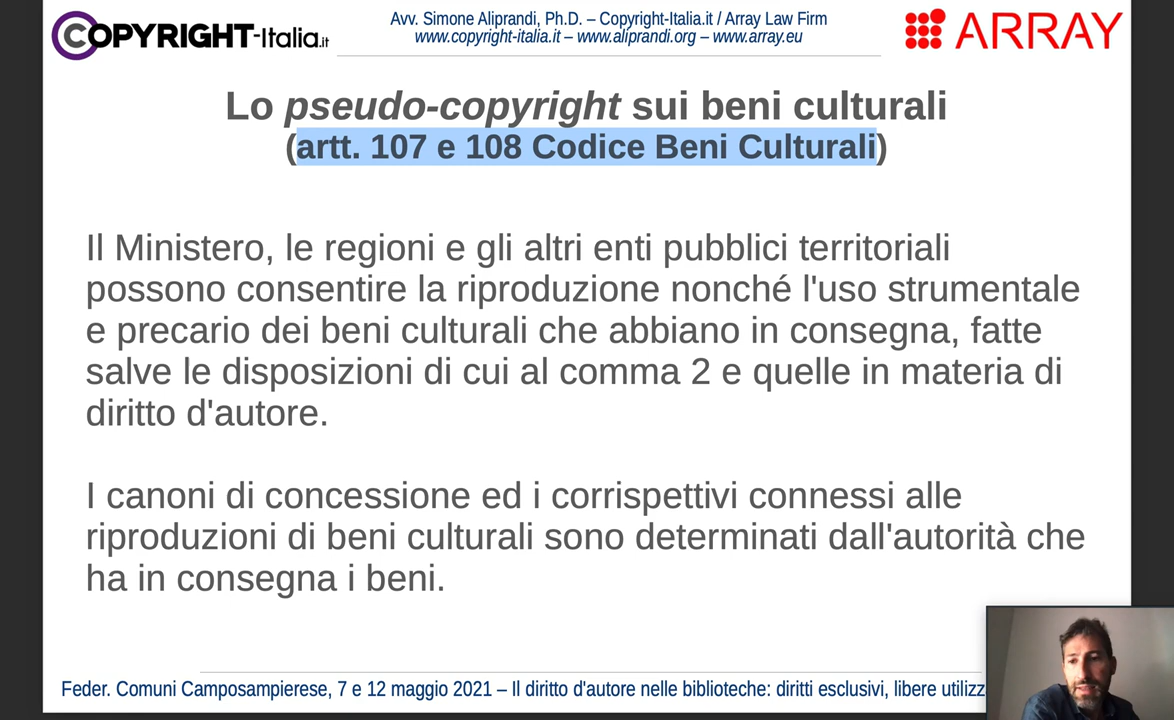 COPYRIGHT-Italia.it
Avv. Simone Aliprandi, Ph.D. – Copyright-Italia.it / Array Law Firm
www.copyright-italia.it – www.aliprandi.org – www.array.eu
ARRAY
Lo pseudo-copyright sui beni culturali
(artt. 107 e 108 Codice Beni Culturali)
Il Ministero, le regioni e gli altri enti pubblici territoriali
possono consentire la riproduzione nonché l'uso strumentale
e precario dei beni culturali che abbiano in consegna, fatte
salve le disposizioni di cui al comma 2 e quelle in materia di
diritto d'autore.
I canoni di concessione ed i corrispettivi connessi alle
riproduzioni di beni culturali sono determinati dall'autorità che
ha in consegna i beni.
Feder. Comuni Camposampierese, 7 e 12 maggio 2021 – Il diritto d'autore nelle biblioteche: diritti esclusivi, libere utilizz